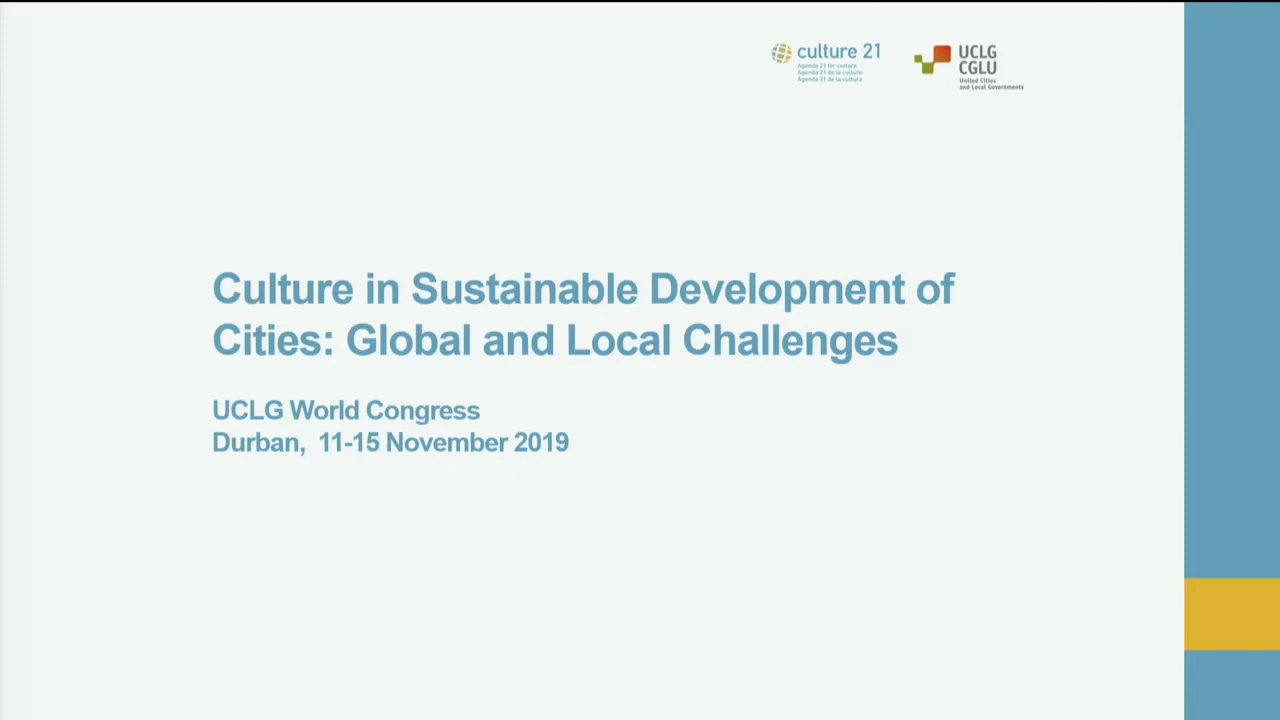 culture 21
Agenda 21 for culture
Agenda 21 de la culture
Agenda 21 de la cultura
UCLG
CGLU
United Cities
and Local Governments
Culture in Sustainable Development of
Cities: Global and Local Challenges
UCLG World Congress
Durban, 11-15 November 2019